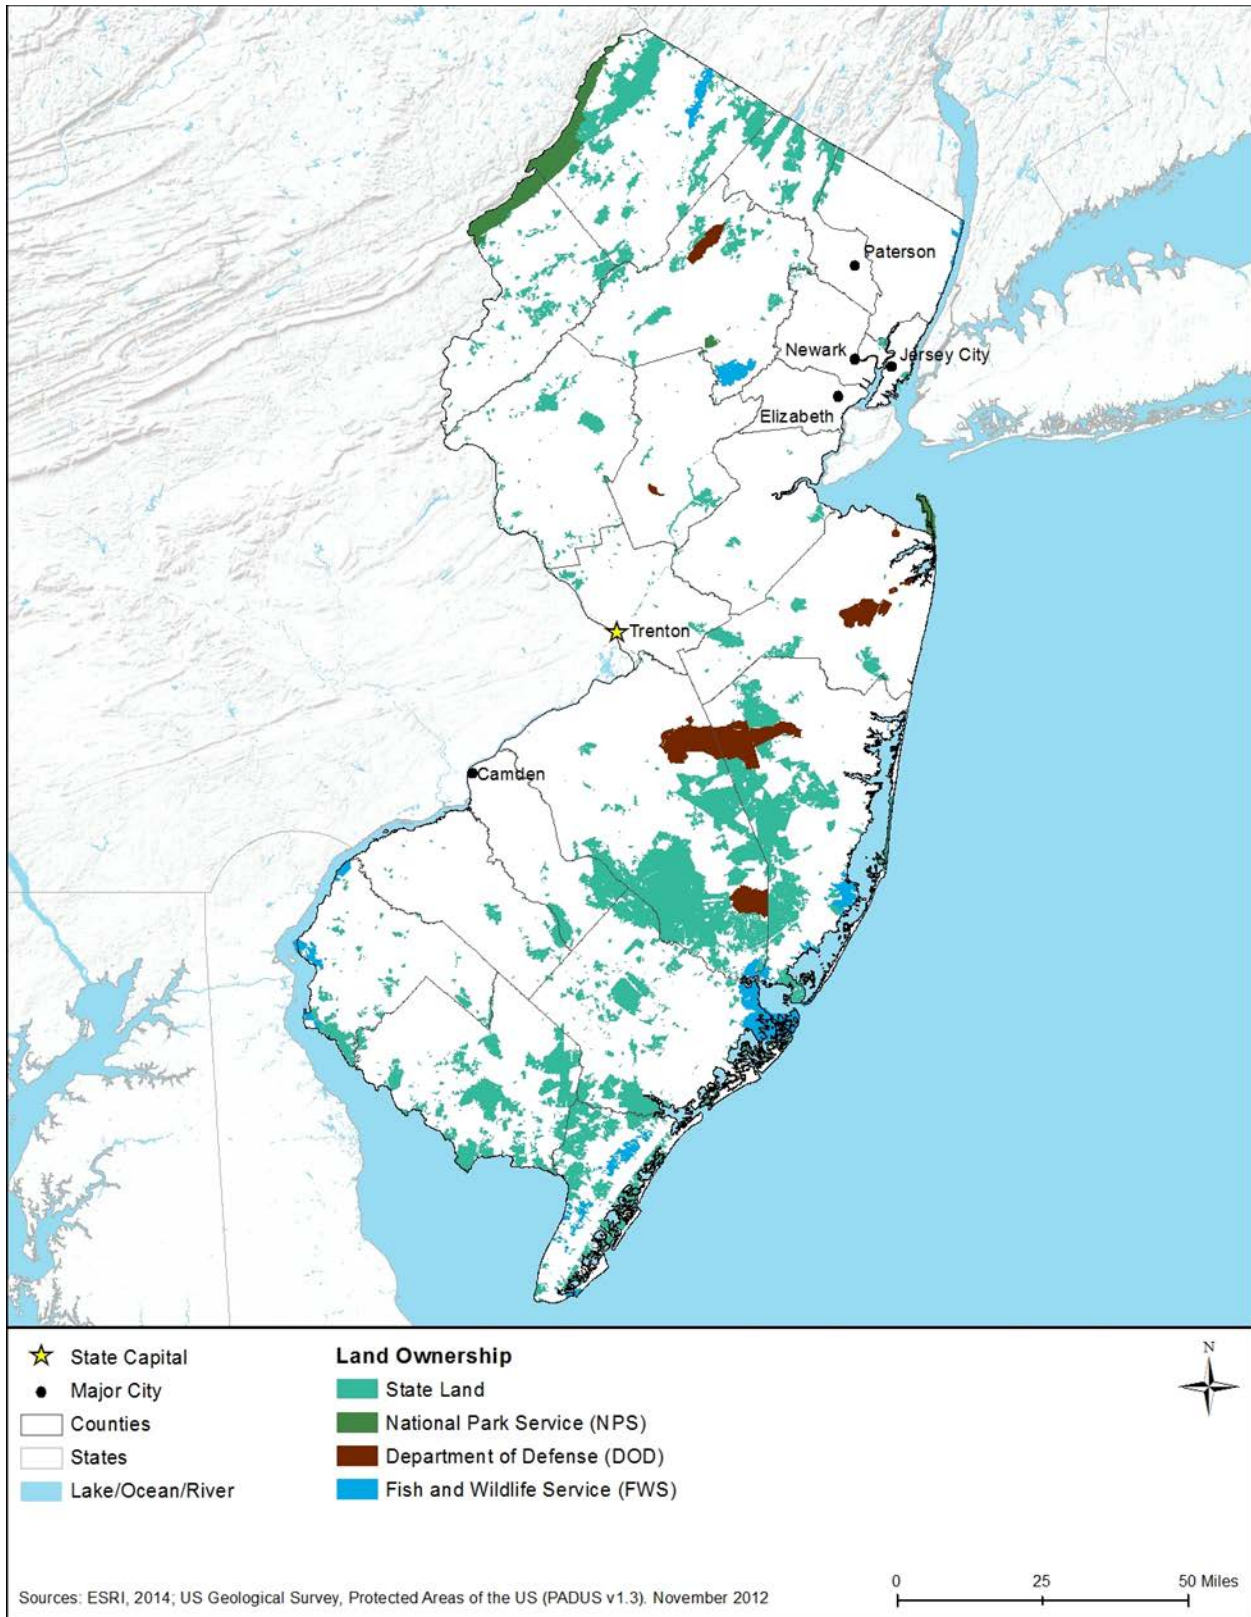 Paterson
Newark
Jersey City
Elizabeth
Trenton
Camden
State Capital
Major City
Counties
States
Lake/Ocean/River
Land Ownership
State Land
National Park Service (NPS)
Department of Defense (DOD)
Fish and Wildlife Service (FWS)
N
Sources: ESRI, 2014; US Geological Survey, Protected Areas of the US (PADUS v1.3). November 2012
0 25 50 Miles